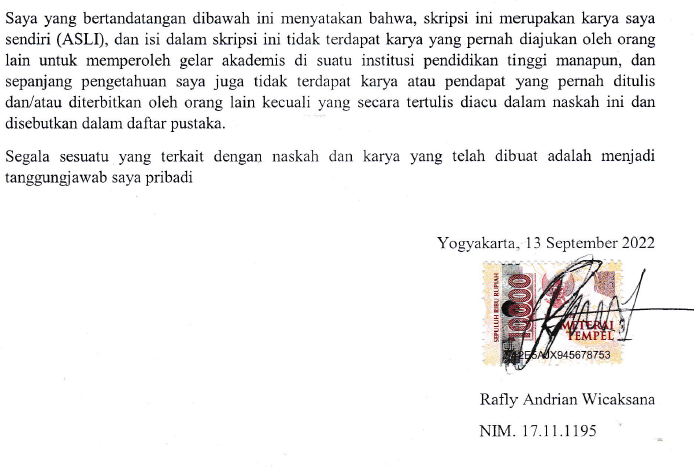 Saya yang bertandatangan dibawah ini menyatakan bahwa, skripsi ini merupakan karya saya
sendiri (ASLI), dan isi dalam skripsi ini tidak terdapat karya yang pernah diajukan oleh orang
lain untuk memperoleh gelar akademis di suatu institusi pendidikan tinggi manapun, dan
sepanjang pengetahuan saya juga tidak terdapat karya atau pendapat yang pernah ditulis
dan/atau diterbitkan oleh orang lain kecuali yang secara tertulis diacu dalam naskah ini dan
disebutkan dalam daftar pustaka.
Segala sesuatu yang terkait dengan naskah dan karya yang telah dibuat adalah menjadi
tanggungjawab saya pribadi
Yogyakarta, 13 September 2022
SEPULUH RIBU RUPIAH
10000
METERAI
TEMPEL
Rafly Andrian Wicaksana
NIM. 17.11.1195